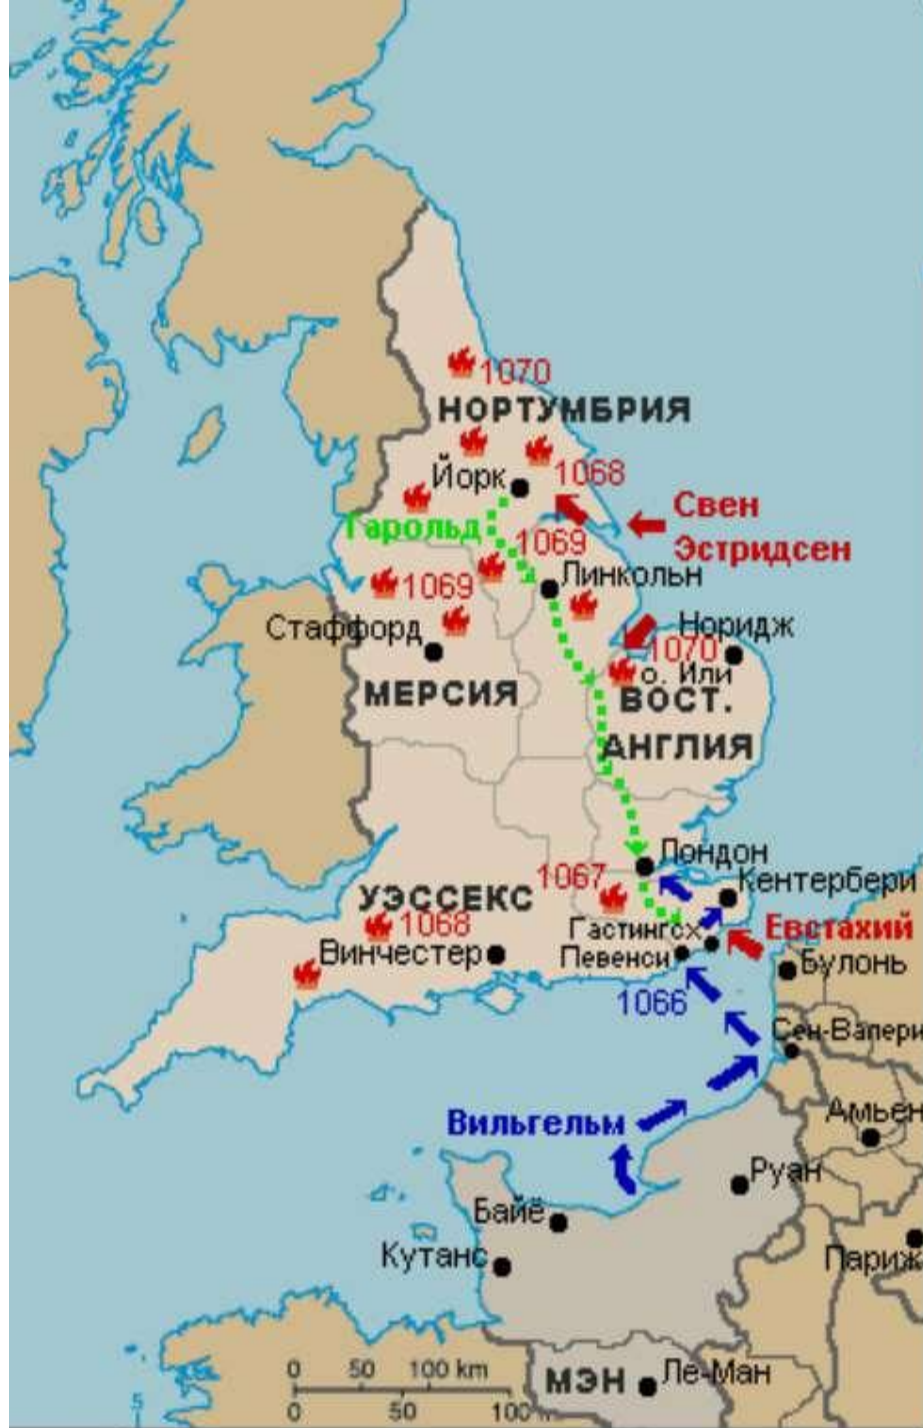 1070
НОРТУМБРИЯ
1068
Йорк
Свен
Эстридсен
Гарольд
1069
Линкольн
1069
Стаффорд
Норидж
1070
о. Или
МЕРСИЯ
ВОСТ.
АНГЛИЯ
Лондон
1067
Кентербери
УЭССЕКС
1068
Гастингс
Евстахий
Винчестер
Певенси
Булонь
1066
Сен-Валери
Вильгельм
Амьен
Руан
Байё
Кутанс
Париж
0 50 100 km
МЭН
Ле-Ман
0 50 100
5